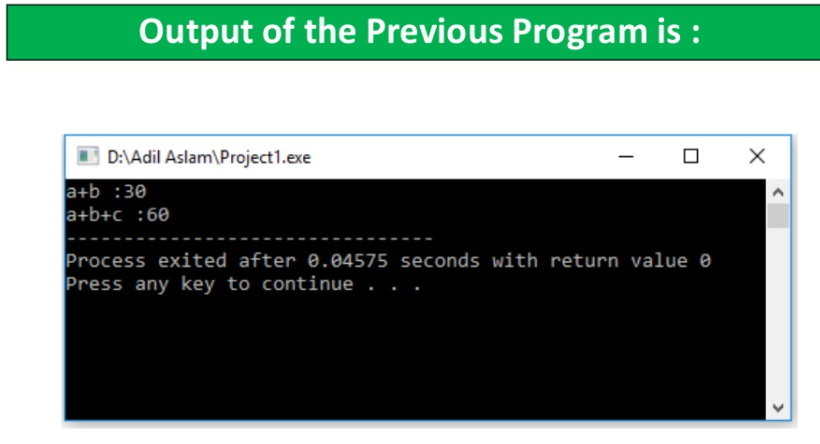 Output of the Previous Program is :
D:\Adil Aslam\Project1.exe
a+b :30
a+b+c :60
--------------------------------
Process exited after 0.04575 seconds with return value 0
Press any key to continue . . .